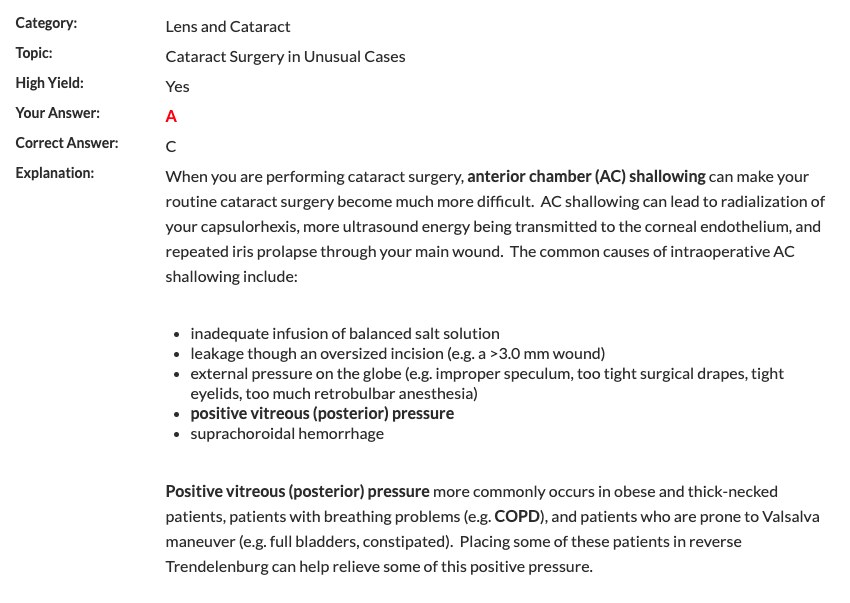 Category: Lens and Cataract
Topic: Cataract Surgery in Unusual Cases
High Yield: Yes
Your Answer: A
Correct Answer: C
Explanation: When you are performing cataract surgery, anterior chamber (AC) shallowing can make your
routine cataract surgery become much more difficult.  AC shallowing can lead to radialization of
your capsulorhexis, more ultrasound energy being transmitted to the corneal endothelium, and
repeated iris prolapse through your main wound.  The common causes of intraoperative AC
shallowing include:
• inadequate infusion of balanced salt solution
• leakage though an oversized incision (e.g. a >3.0 mm wound)
• external pressure on the globe (e.g. improper speculum, too tight surgical drapes, tight
eyelids, too much retrobulbar anesthesia)
• positive vitreous (posterior) pressure
• suprachoroidal hemorrhage
Positive vitreous (posterior) pressure more commonly occurs in obese and thick-necked
patients, patients with breathing problems (e.g. COPD), and patients who are prone to Valsalva
maneuver (e.g. full bladders, constipated).  Placing some of these patients in reverse
Trendelenburg can help relieve some of this positive pressure.